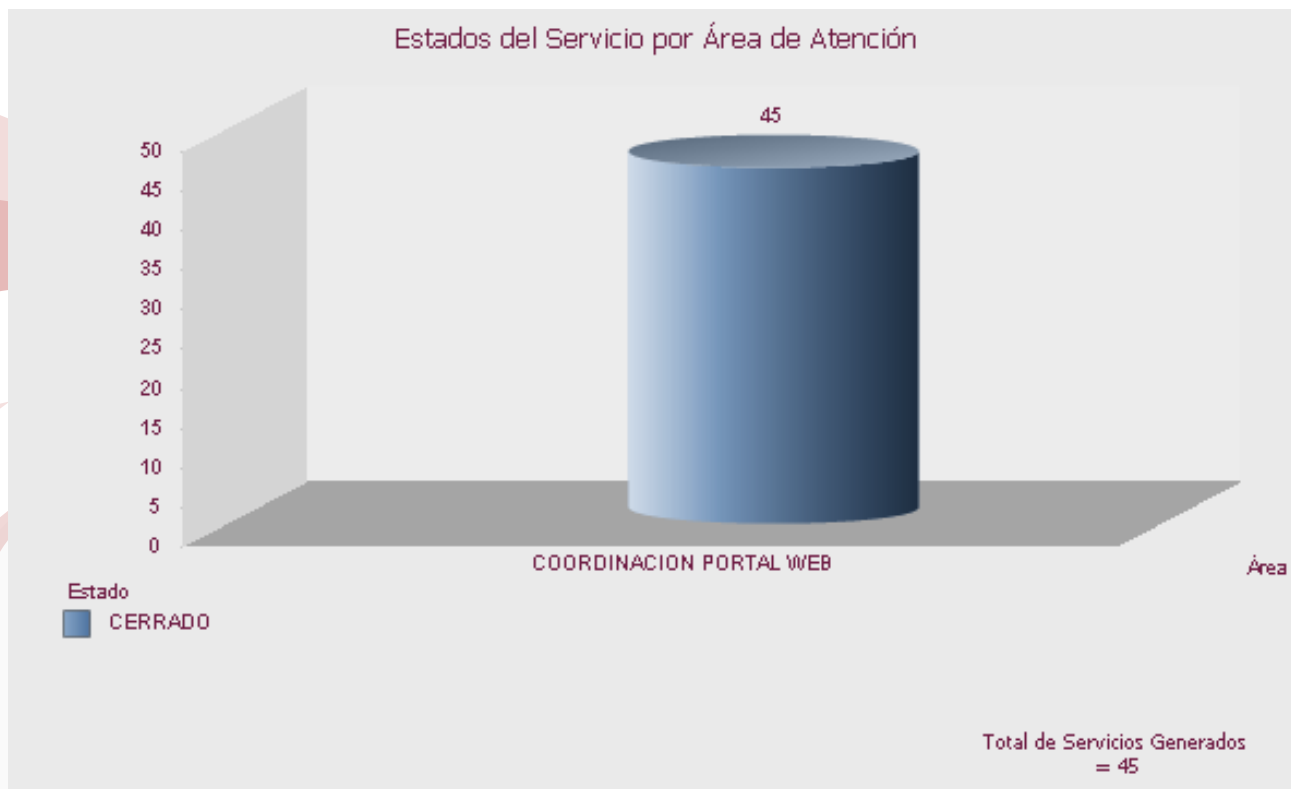 Estados del Servicio por Área de Atención
45
50
45
40
35
30
25
20
15
10
5
0
COORDINACION PORTAL WEB
Área
Estado
CERRADO
Total de Servicios Generados
= 45